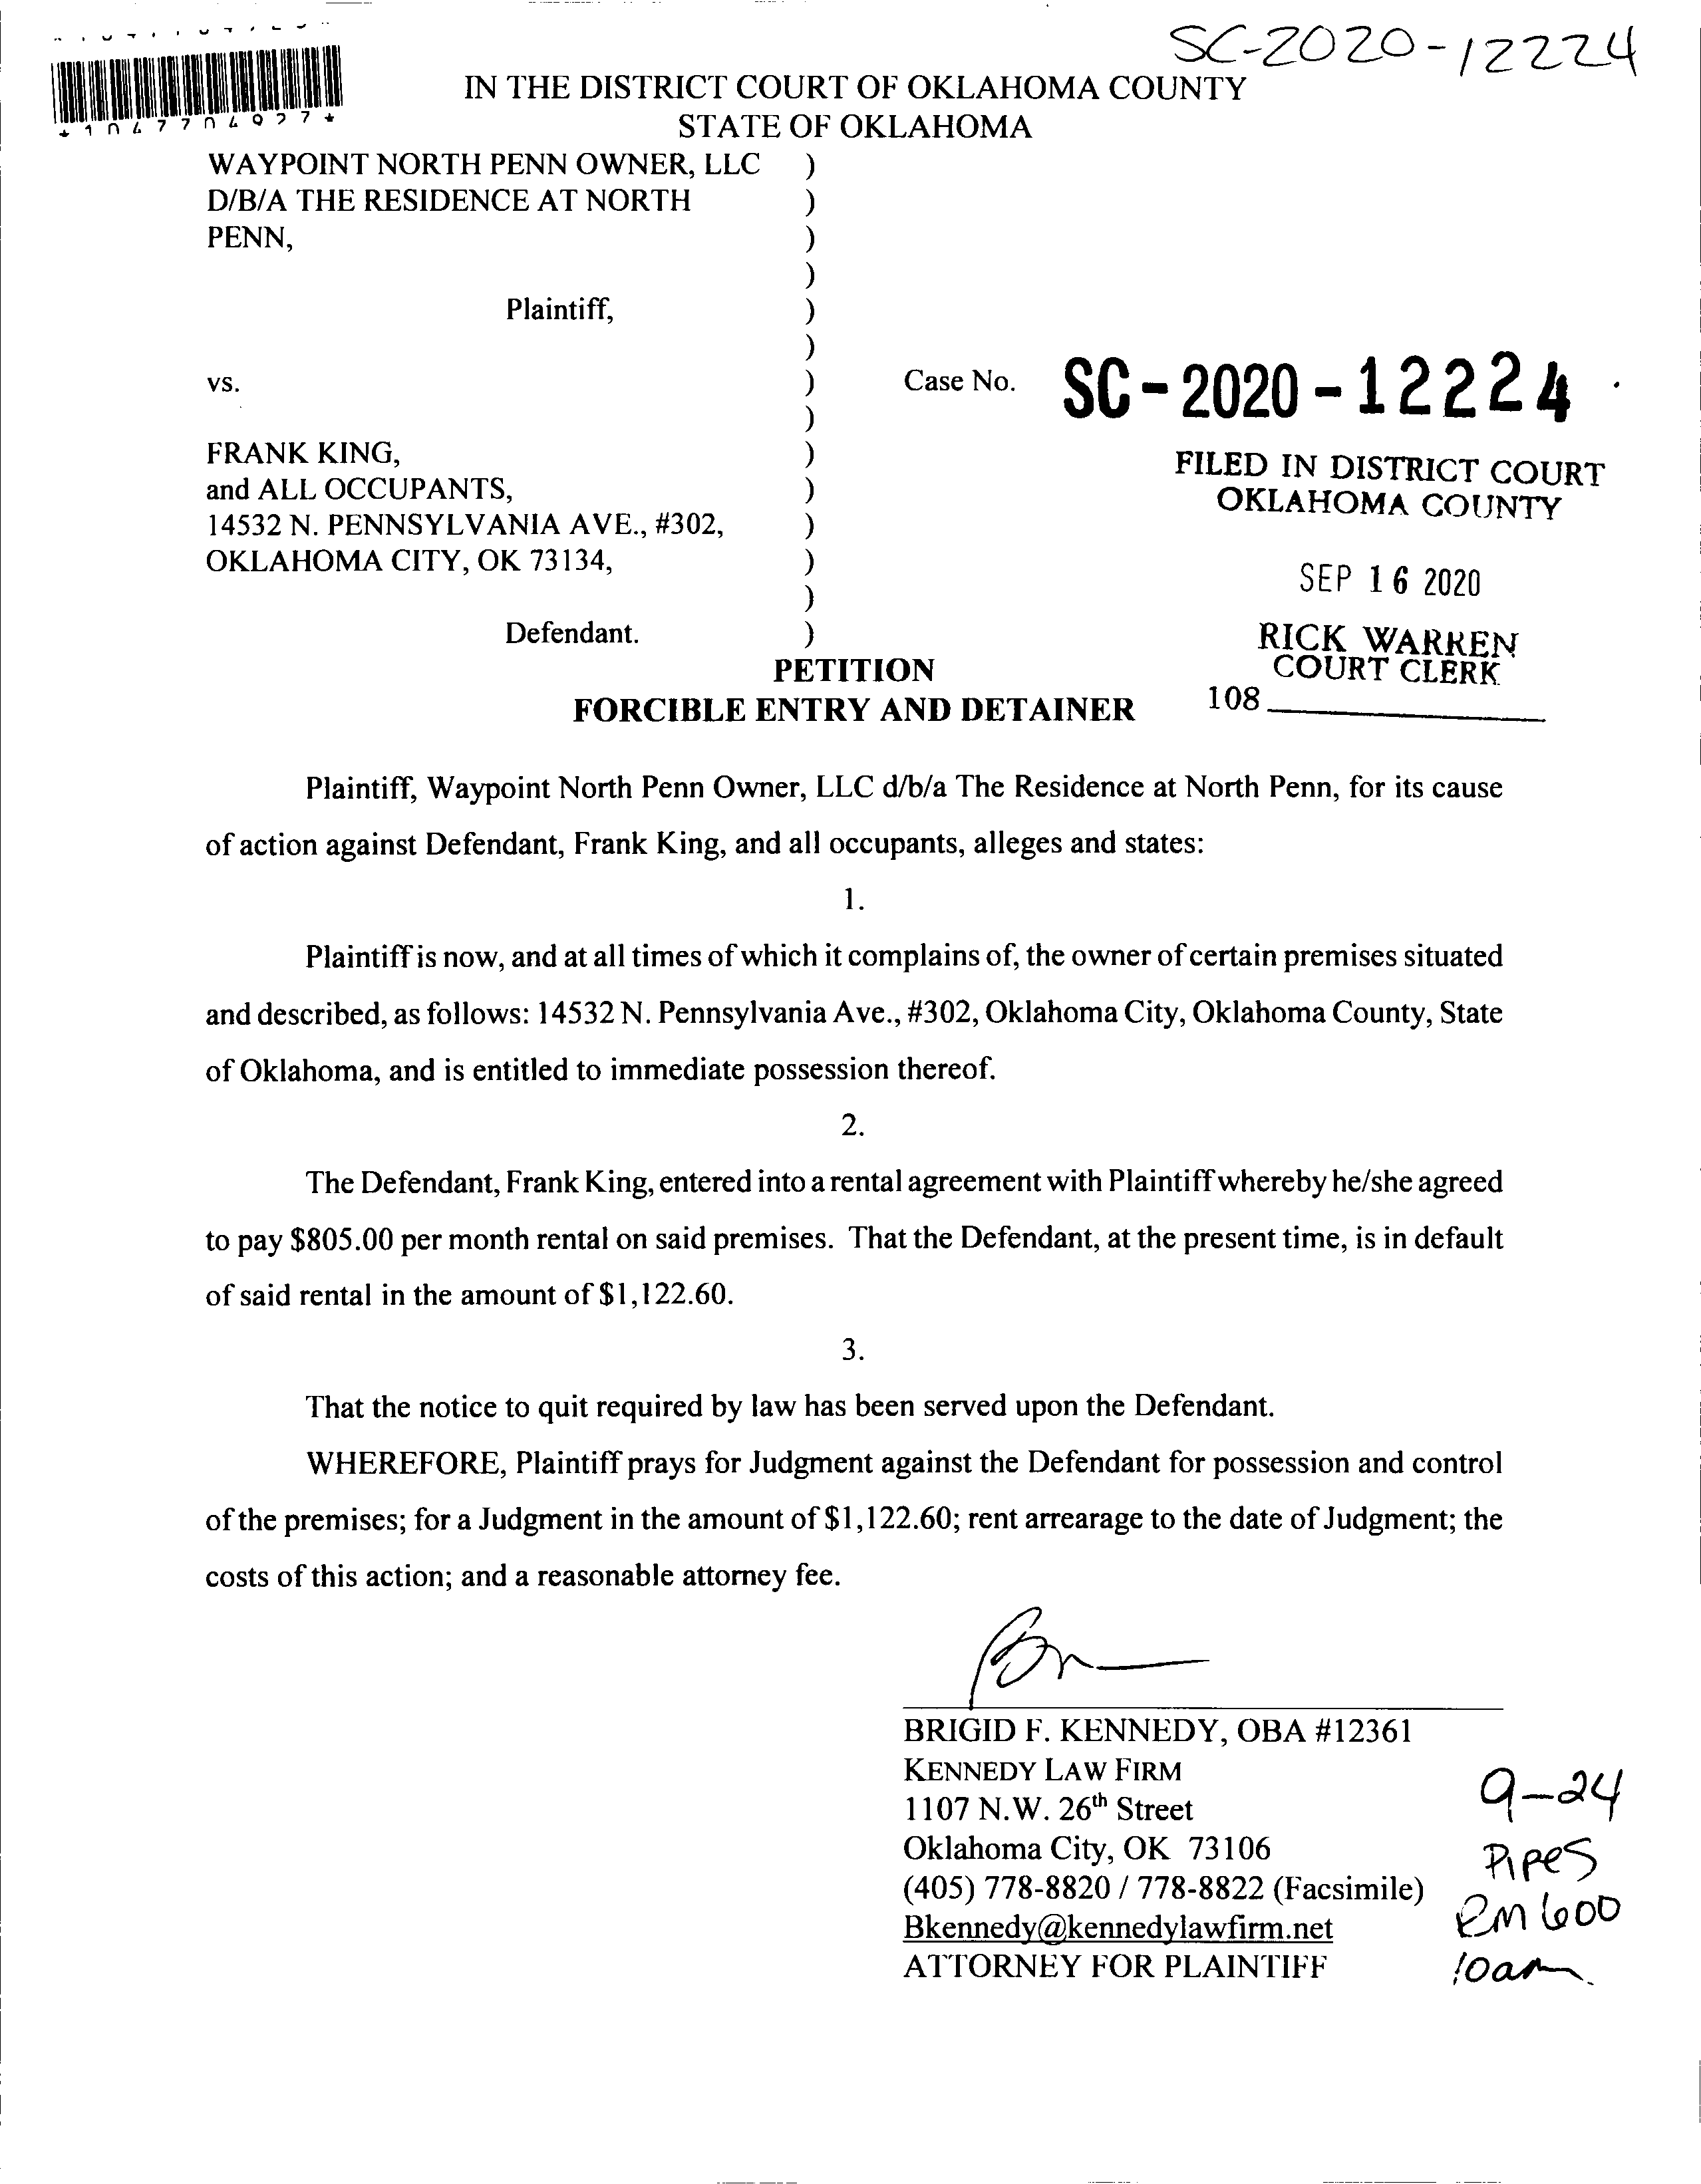 SC-2020-12224
IN THE DISTRICT COURT OF OKLAHOMA COUNTY
STATE OF OKLAHOMA
WAYPOINT NORTH PENN OWNER, LLC )
D/B/A THE RESIDENCE AT NORTH )
PENN, )
)
Plaintiff, )
)
vs. ) Case No. SC-2020-12224
)
FRANK KING, )
and ALL OCCUPANTS, )
14532 N. PENNSYLVANIA AVE., #302, )
OKLAHOMA CITY, OK 73134, )
)
Defendant. )
FILED IN DISTRICT COURT
OKLAHOMA COUNTY
SEP 16 2020
RICK WARREN
COURT CLERK
108
PETITION
FORCIBLE ENTRY AND DETAINER
Plaintiff, Waypoint North Penn Owner, LLC d/b/a The Residence at North Penn, for its cause
of action against Defendant, Frank King, and all occupants, alleges and states:
1.
Plaintiff is now, and at all times of which it complains of, the owner of certain premises situated
and described, as follows: 14532 N. Pennsylvania Ave., #302, Oklahoma City, Oklahoma County, State
of Oklahoma, and is entitled to immediate possession thereof.
2.
The Defendant, Frank King, entered into a rental agreement with Plaintiff whereby he/she agreed
to pay $805.00 per month rental on said premises. That the Defendant, at the present time, is in default
of said rental in the amount of $1,122.60.
3.
That the notice to quit required by law has been served upon the Defendant.
WHEREFORE, Plaintiff prays for Judgment against the Defendant for possession and control
of the premises; for a Judgment in the amount of $1,122.60; rent arrearage to the date of Judgment; the
costs of this action; and a reasonable attorney fee.
BRIGID F. KENNEDY, OBA #12361
KENNEDY LAW FIRM
1107 N.W. 26th Street
Oklahoma City, OK 73106
(405) 778-8820 / 778-8822 (Facsimile)
Bkennedy@kennedylawfirm.net
ATTORNEY FOR PLAINTIFF
9-24
Pipes
Rm 600
10am.